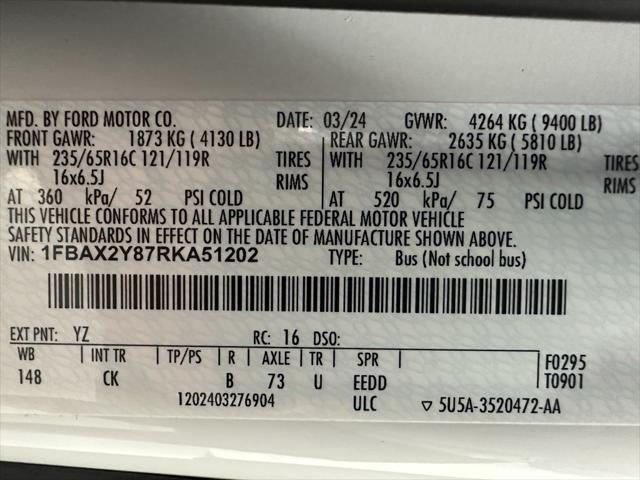 MFD. BY FORD MOTOR CO. DATE: 03/24 GVWR: 4264 KG ( 9400 LB)
FRONT GAWR: 1873 KG ( 4130 LB) REAR GAWR: 2635 KG ( 5810 LB)
WITH 235/65R16C 121/119R TIRES WITH 235/65R16C 121/119R TIRES
16x6.5J RIMS 16x6.5J RIMS
AT 360 kPa/ 52 PSI COLD AT 520 kPa/ 75 PSI COLD
THIS VEHICLE CONFORMS TO ALL APPLICABLE FEDERAL MOTOR VEHICLE
SAFETY STANDARDS IN EFFECT ON THE DATE OF MANUFACTURE SHOWN ABOVE.
VIN: 1FBAX2Y87RKA51202 TYPE: Bus (Not School bus)
EXT PNT: YZ RC: 16 DSO:
WB | INT TR | TP/PS | R | AXLE | TR | SPR F0295
148 CK B 73 U EEDD T0901
1202403276904 ULC ▽ 5U5A-3520472-AA